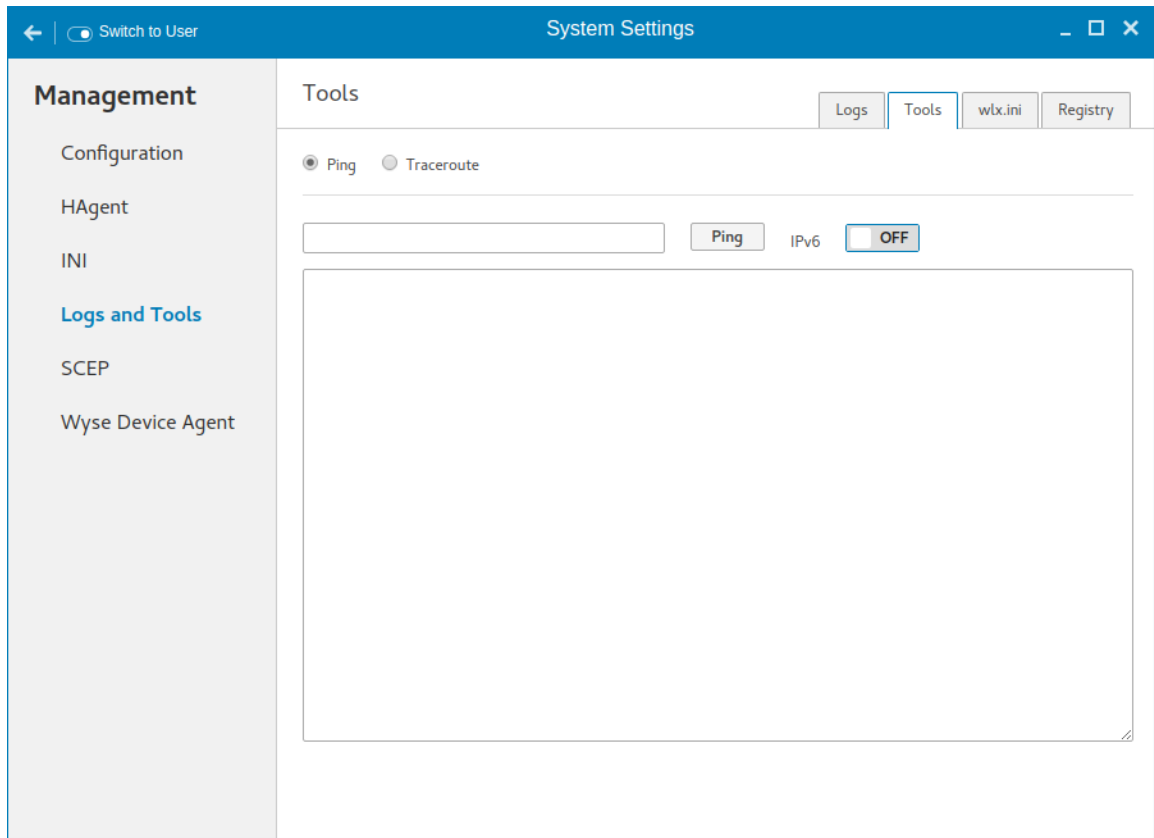 Switch to User
System Settings
Management
Configuration
HAgent
INI
Logs and Tools
SCEP
Wyse Device Agent
Tools
Logs Tools wlx.ini Registry
Ping Traceroute
Ping IPv6 OFF